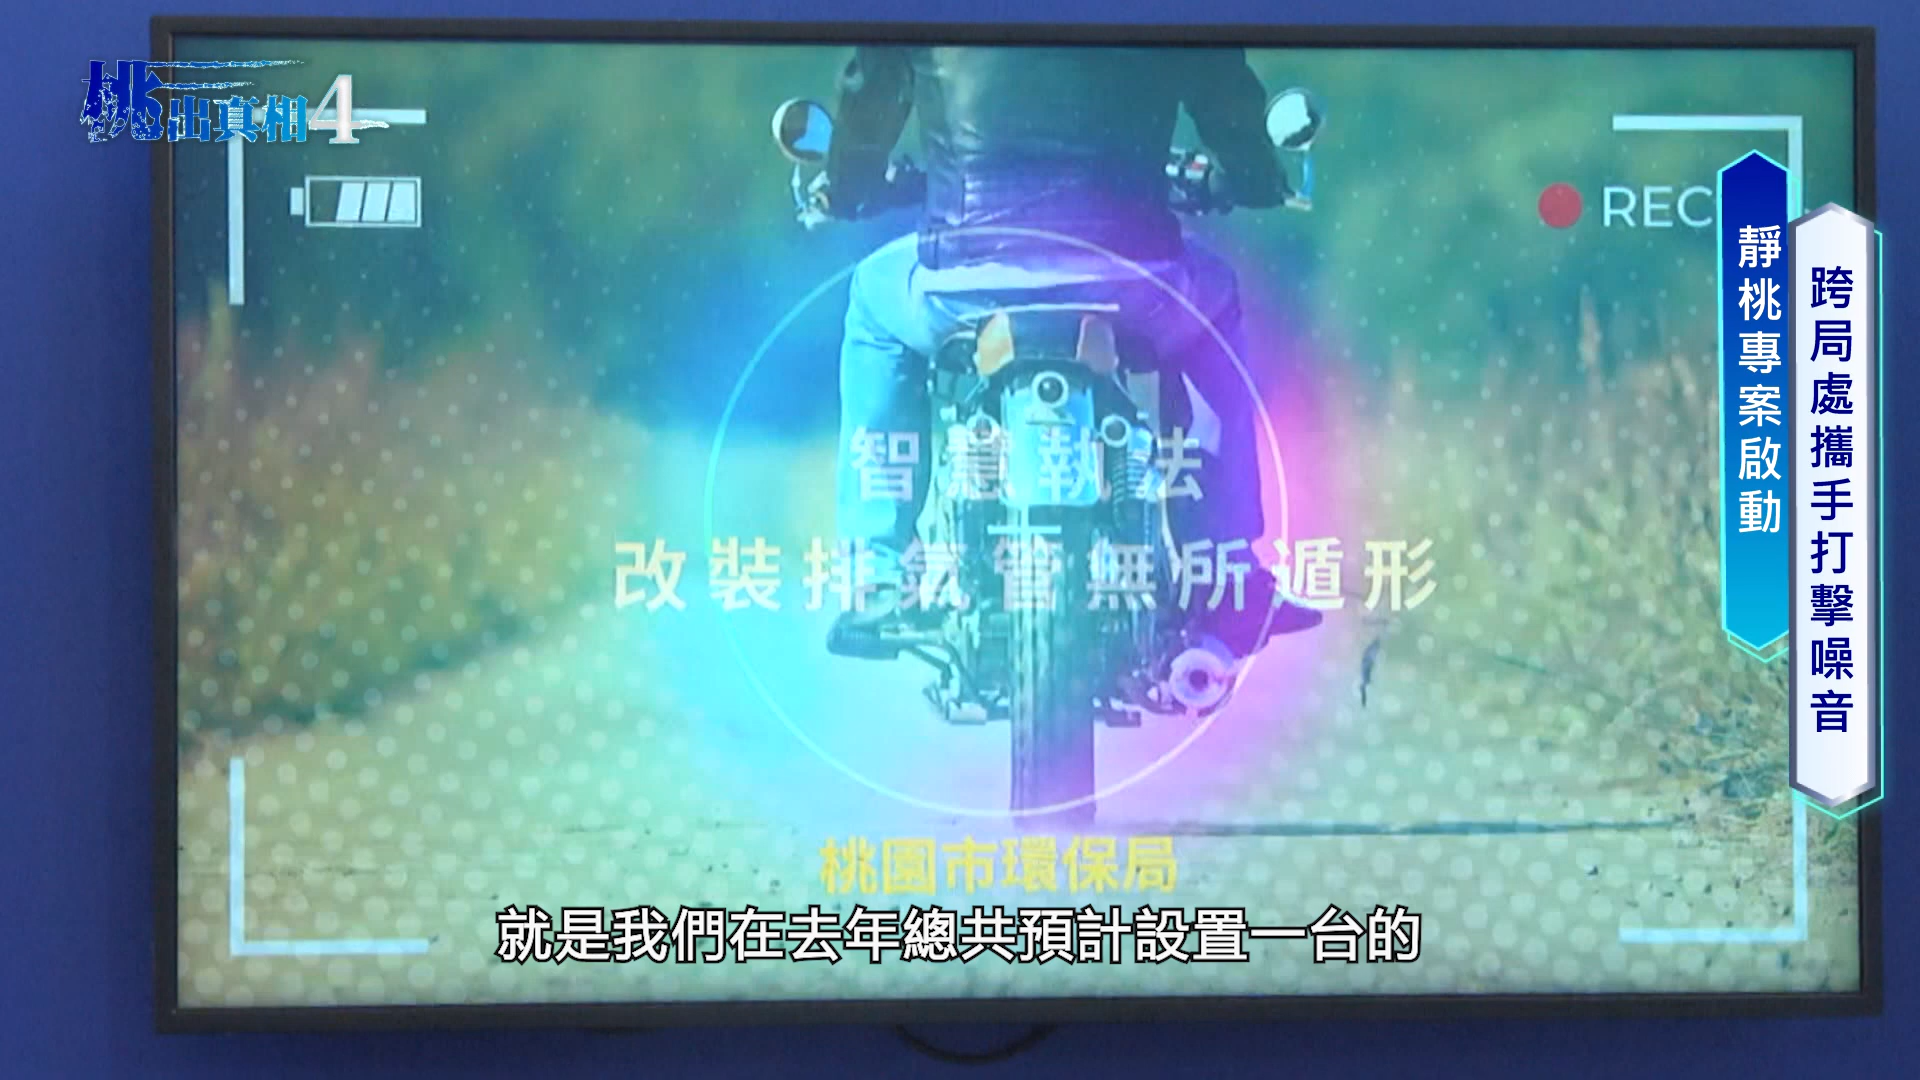 桃出真相4
REC
靜桃專案啟動
跨局處攜手打擊噪音
智慧執法
改裝排氣管無所遁形
桃園市環保局
就是我們在去年總共預計設置一台的